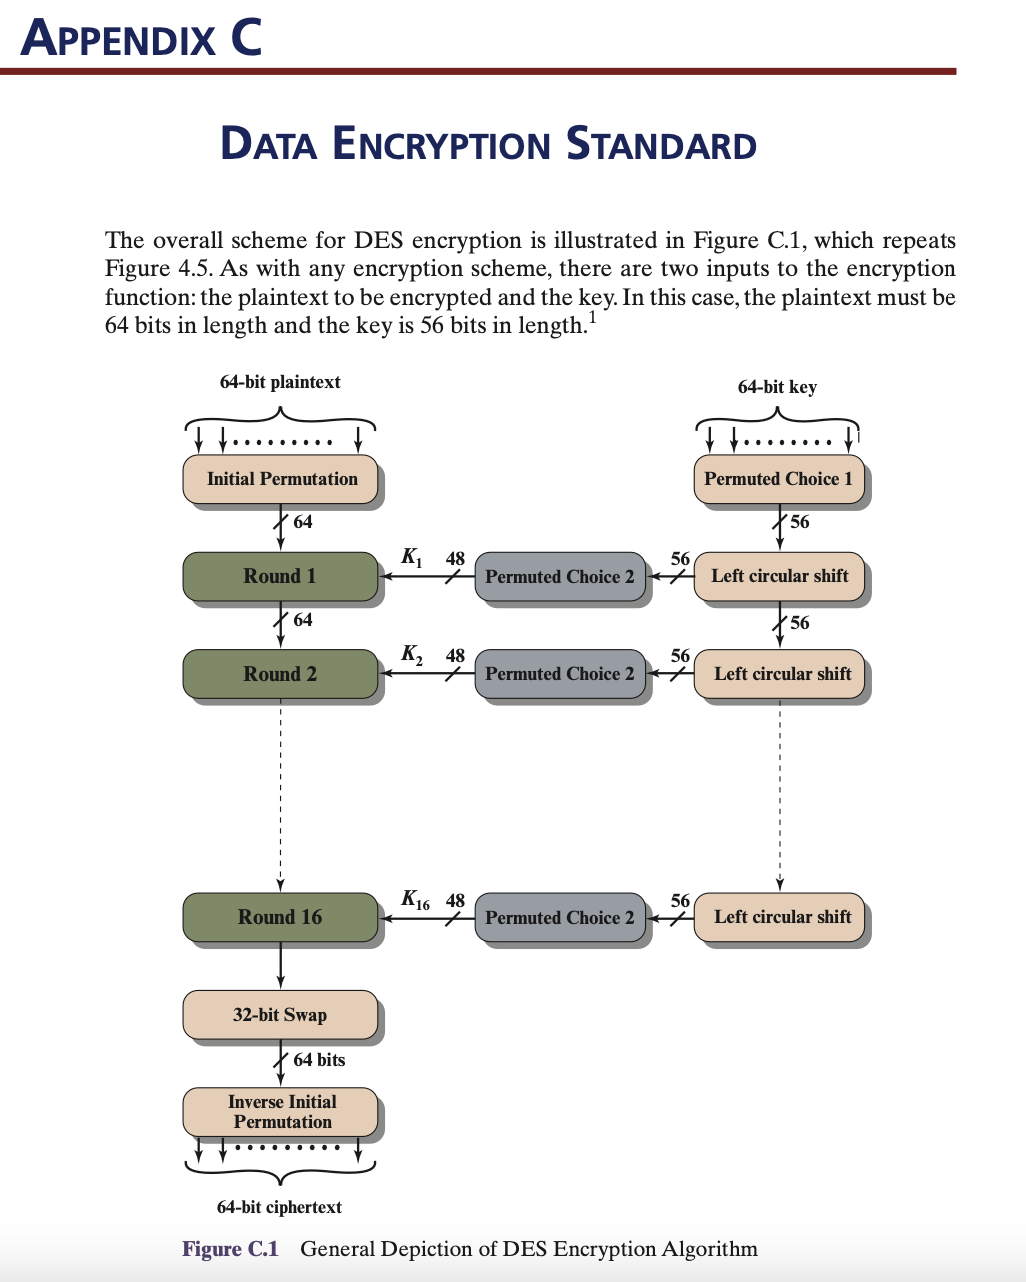 APPENDIX C
DATA ENCRYPTION STANDARD
The overall scheme for DES encryption is illustrated in Figure C.1, which repeats
Figure 4.5. As with any encryption scheme, there are two inputs to the encryption
function: the plaintext to be encrypted and the key. In this case, the plaintext must be
64 bits in length and the key is 56 bits in length.1
64-bit plaintext
64-bit key
Initial Permutation
Permuted Choice 1
64
56
Round 1
K1
48
Permuted Choice 2
56
Left circular shift
64
56
Round 2
K2
48
Permuted Choice 2
56
Left circular shift
Round 16
K16
48
Permuted Choice 2
56
Left circular shift
32-bit Swap
64 bits
Inverse Initial
Permutation
64-bit ciphertext
Figure C.1 General Depiction of DES Encryption Algorithm